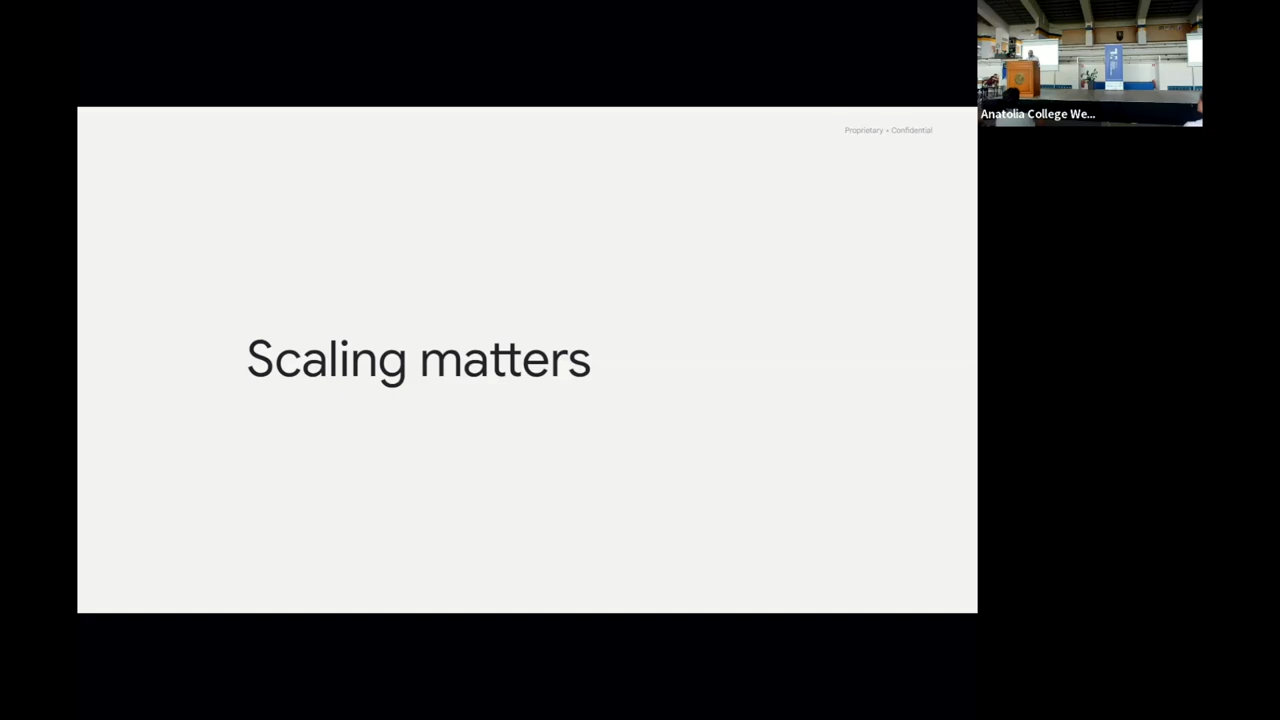 Proprietary + Confidential
Scaling matters
Anatolia College We...